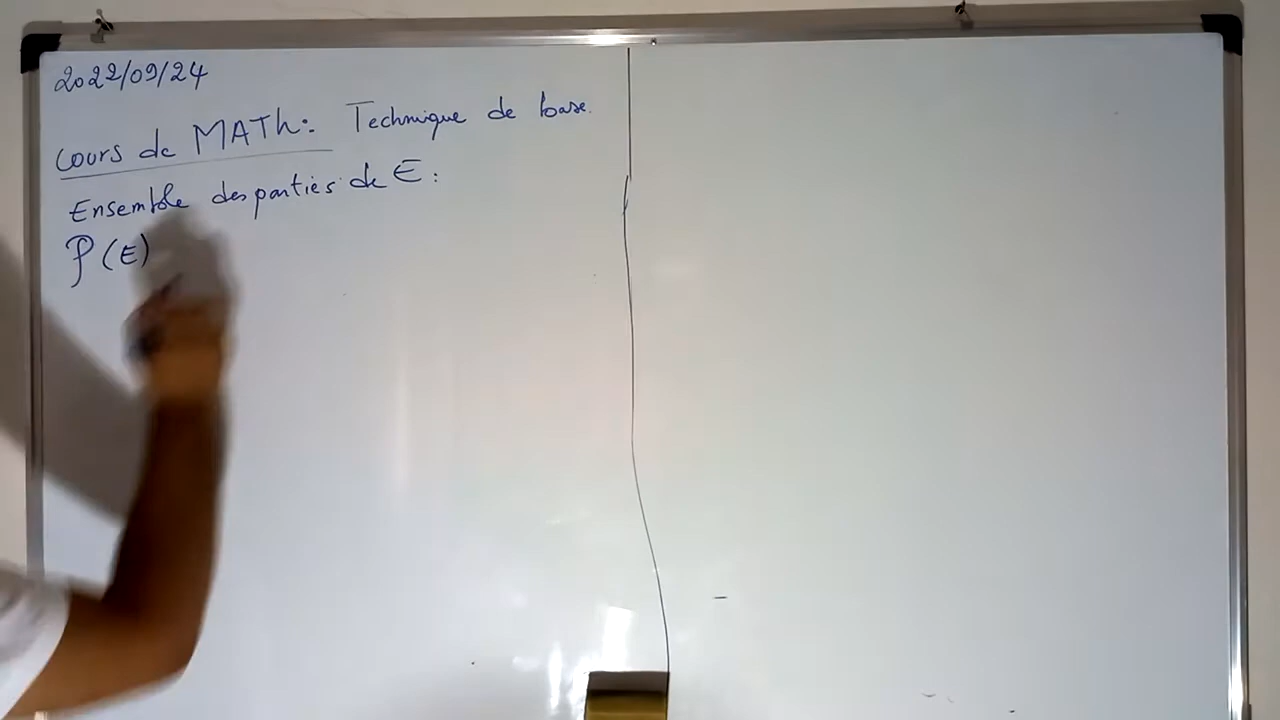 2022/09/24
Cours de MATh: Technique de base.
Ensemble des parties de E:
P(E)